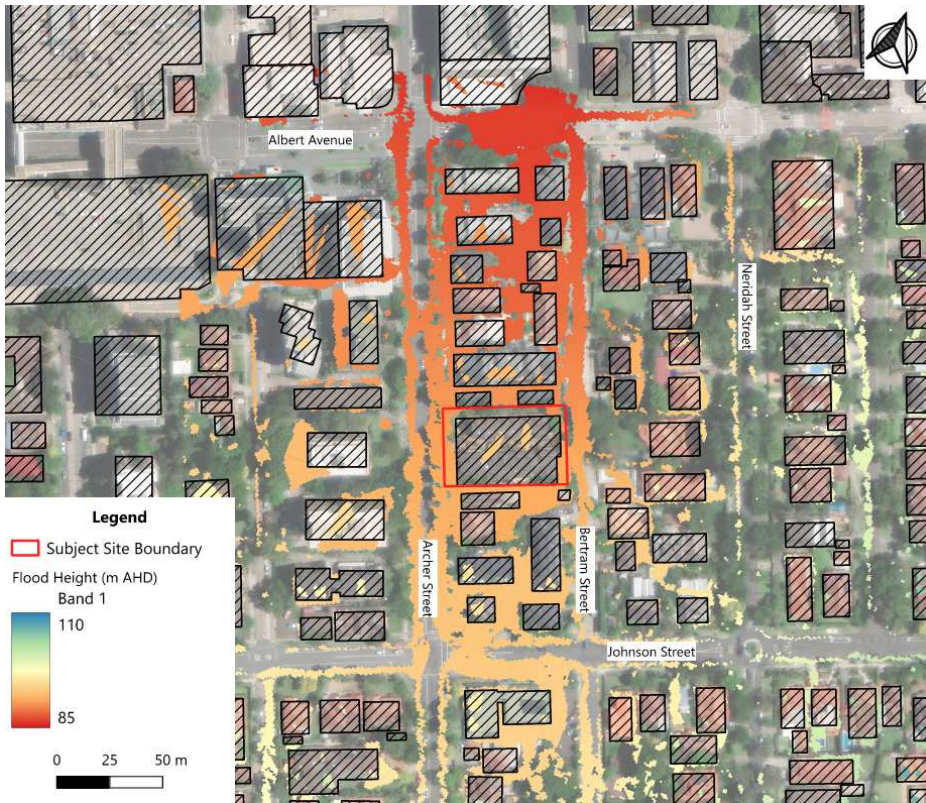 Albert Avenue
Neridah Street
Archer Street
Bertram Street
Johnson Street
Legend
Subject Site Boundary
Flood Height (m AHD)
Band 1
110
85
0 25 50 m